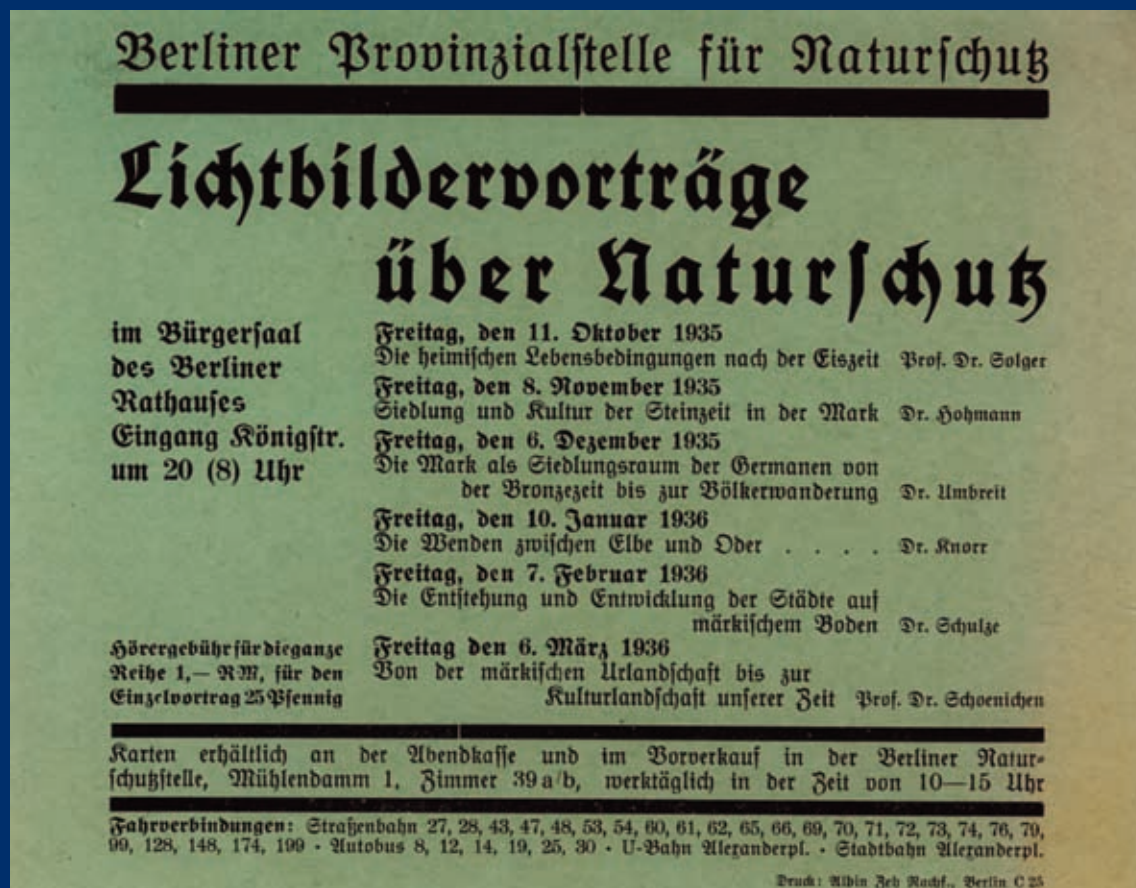 Berliner Provinzialstelle für Naturschutz
Lichtbildervorträge
über Naturschutz
im Bürgersaal
des Berliner
Rathauses
Eingang Königstr.
um 20 (8) Uhr
Hörergebühr für die ganze
Reihe 1,— RM, für den
Einzelvortrag 25 Pfennig
Freitag, den 11. Oktober 1935
Die heimischen Lebensbedingungen nach der Eiszeit Prof. Dr. Solger
Freitag, den 8. November 1935
Siedlung und Kultur der Steinzeit in der Mark Dr. Hohmann
Freitag, den 6. Dezember 1935
Die Mark als Siedlungsraum der Germanen von
der Bronzezeit bis zur Völkerwanderung Dr. Umbreit
Freitag, den 10. Januar 1936
Die Wenden zwischen Elbe und Oder . . . . Dr. Knorr
Freitag, den 7. Februar 1936
Die Entstehung und Entwicklung der Städte auf
märkischem Boden Dr. Schulze
Freitag den 6. März 1936
Von der märkischen Urlandschaft bis zur
Kulturlandschaft unserer Zeit Prof. Dr. Schoenichen
Karten erhältlich an der Abendkasse und im Vorverkauf in der Berliner Natur-
schutzstelle, Mühlendamm 1, Zimmer 39 a/b, werktäglich in der Zeit von 10—15 Uhr
Fahrverbindungen: Straßenbahn 27, 28, 43, 47, 48, 53, 54, 60, 61, 62, 65, 66, 69, 70, 71, 72, 73, 74, 76, 79,
99, 128, 148, 174, 199 · Autobus 8, 12, 14, 19, 25, 30 · U-Bahn Alexanderpl. · Stadtbahn Alexanderpl.
Druck: Albin Zeh Nachf., Berlin C 25